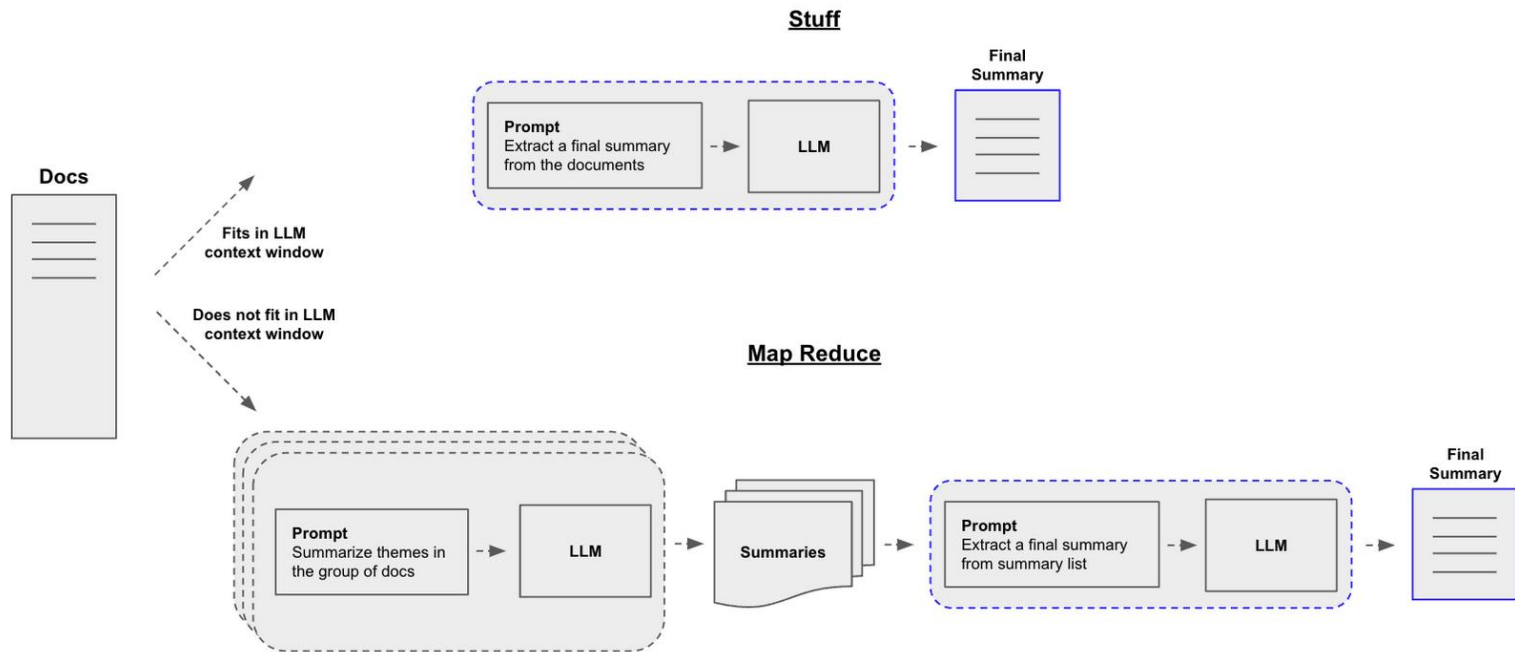 Stuff
Final
Summary
Prompt
Extract a final summary
from the documents
LLM
Docs
Fits in LLM
context window
Does not fit in LLM
context window
Map Reduce
Prompt
Summarize themes in
the group of docs
LLM
Summaries
Prompt
Extract a final summary
from summary list
LLM
Final
Summary